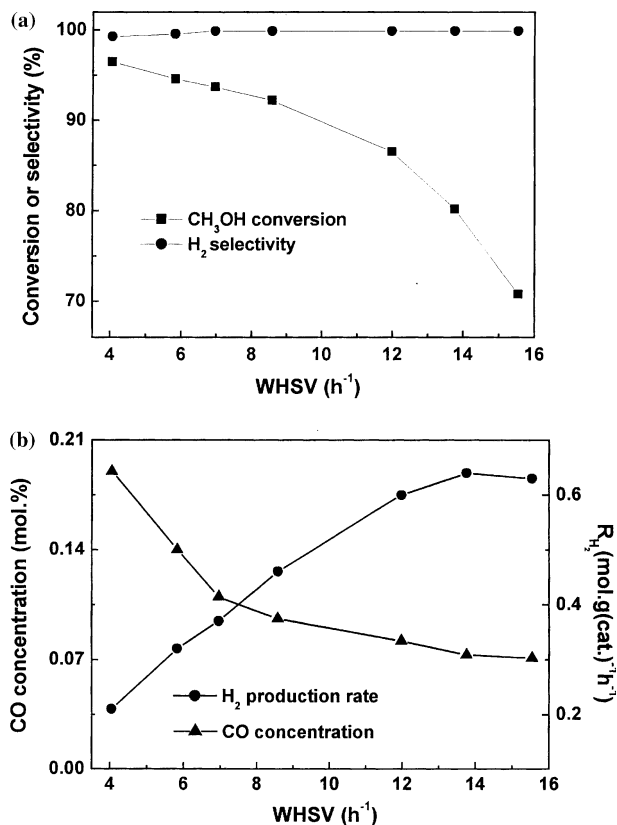 (a)
100
90
80
70
Conversion or selectivity (%)
CH₃OH conversion
H₂ selectivity
4 6 8 10 12 14 16
WHSV (h⁻¹)
(b)
0.21
0.14
0.07
0.00
CO concentration (mol.%)
H₂ production rate
CO concentration
0.6
0.4
0.2
R_H₂(mol.g(cat.)⁻¹h⁻¹)
4 6 8 10 12 14 16
WHSV (h⁻¹)